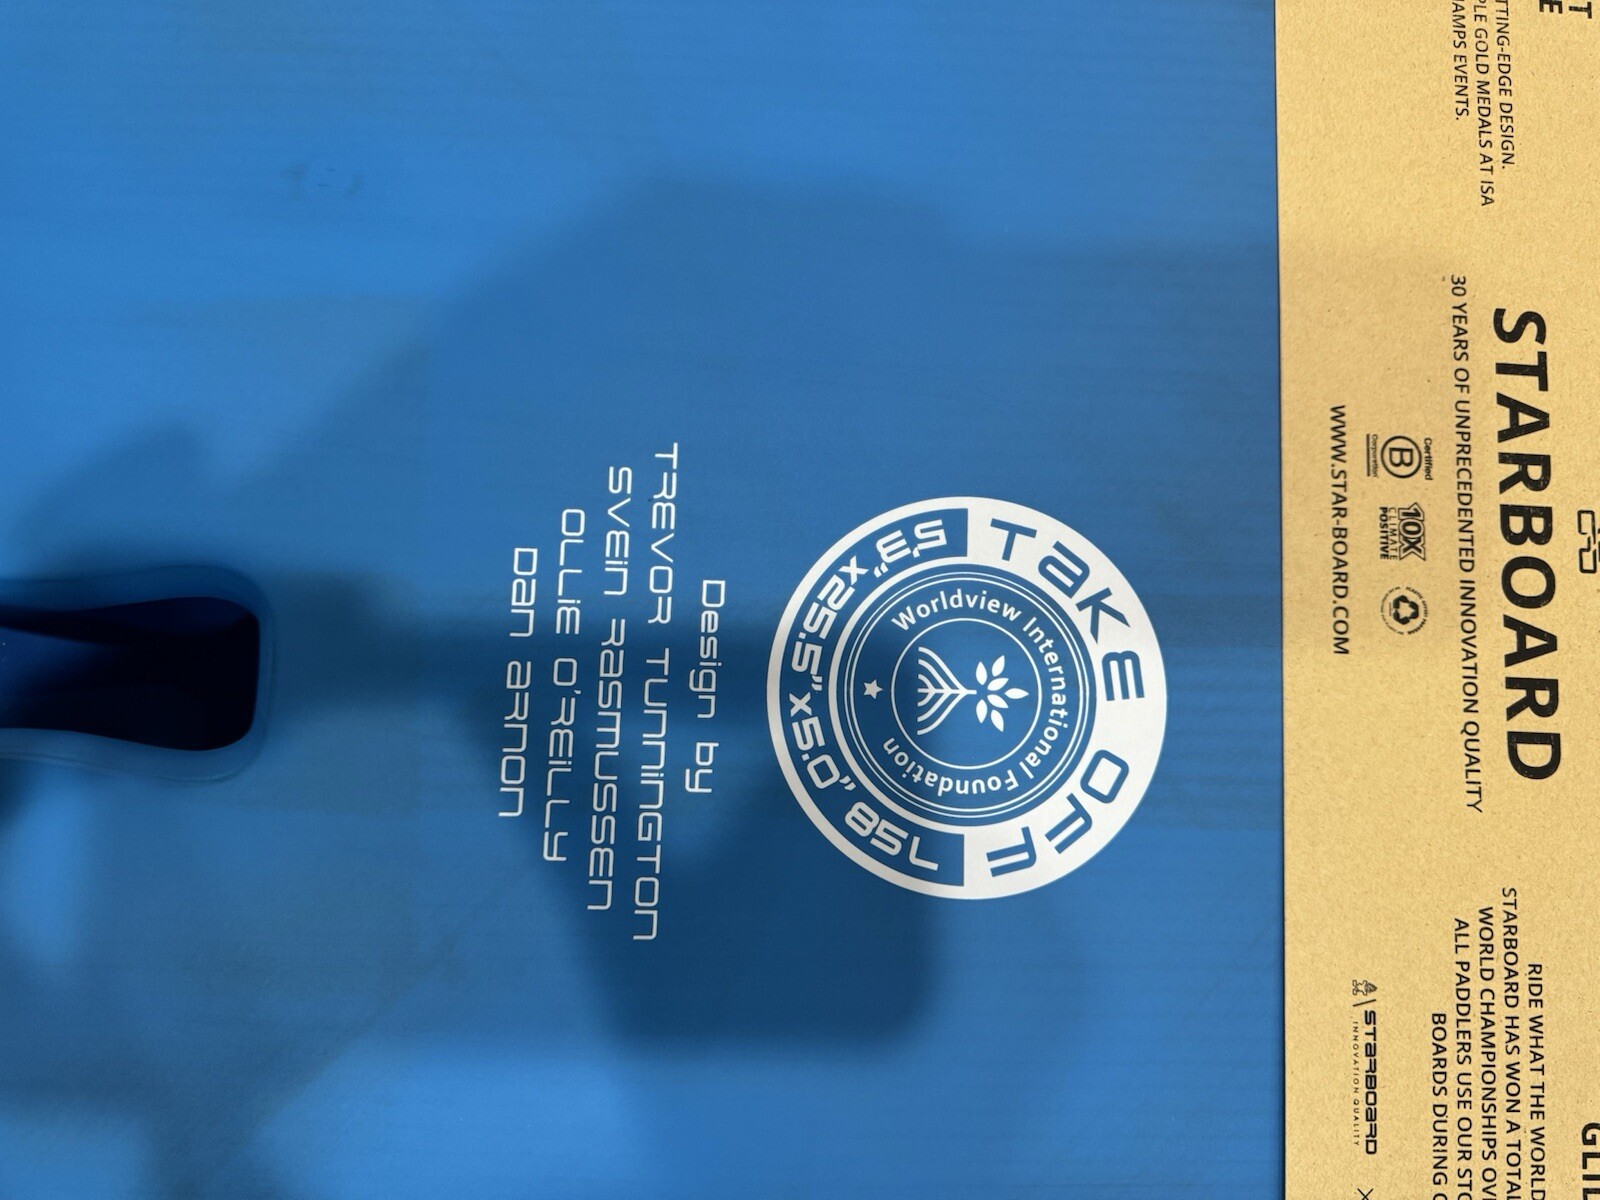 TTING-EDGE DESIGN.
PLE GOLD MEDALS AT ISA
AMPS EVENTS.
STARBOARD
30 YEARS OF UNPRECEDENTED INNOVATION QUALITY
Certified
B
Corporation
10X
CLIMATE
POSITIVE
WWW.STAR-BOARD.COM
RIDE WHAT THE WORLD
STARBOARD HAS WON A TOTA
WORLD CHAMPIONSHIPS OV
ALL PADDLERS USE OUR STO
BOARDS DURING
STARBOARD
INNOVATION QUALITY
TaKE OFF
Worldview International Foundation
5'3" x25.5" x5.0" 85L
Design by
TREVOR TUNNINGTON
SVEIN RASMUSSEN
OLLIE O'REILLY
DAN ARNON